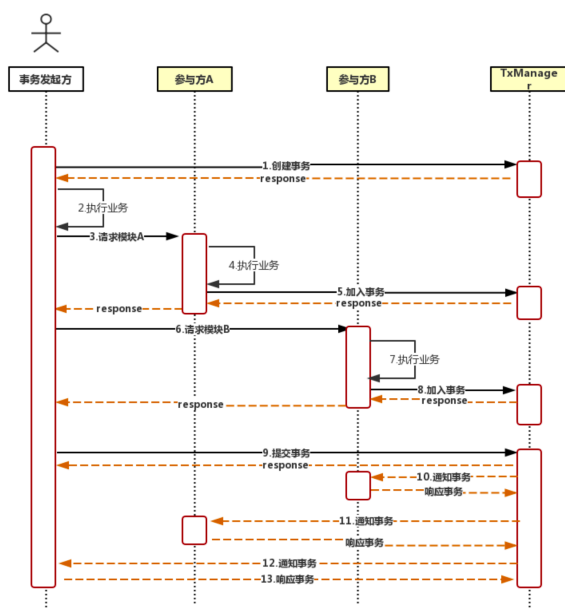 事务发起方
参与方A
参与方B
TxManage
r
1.创建事务
response
2.执行业务
3.请求模块A
4.执行业务
5.加入事务
response
response
6.请求模块B
7.执行业务
8.加入事务
response
response
9.提交事务
response
10.通知事务
响应事务
11.通知事务
响应事务
12.通知事务
13.响应事务